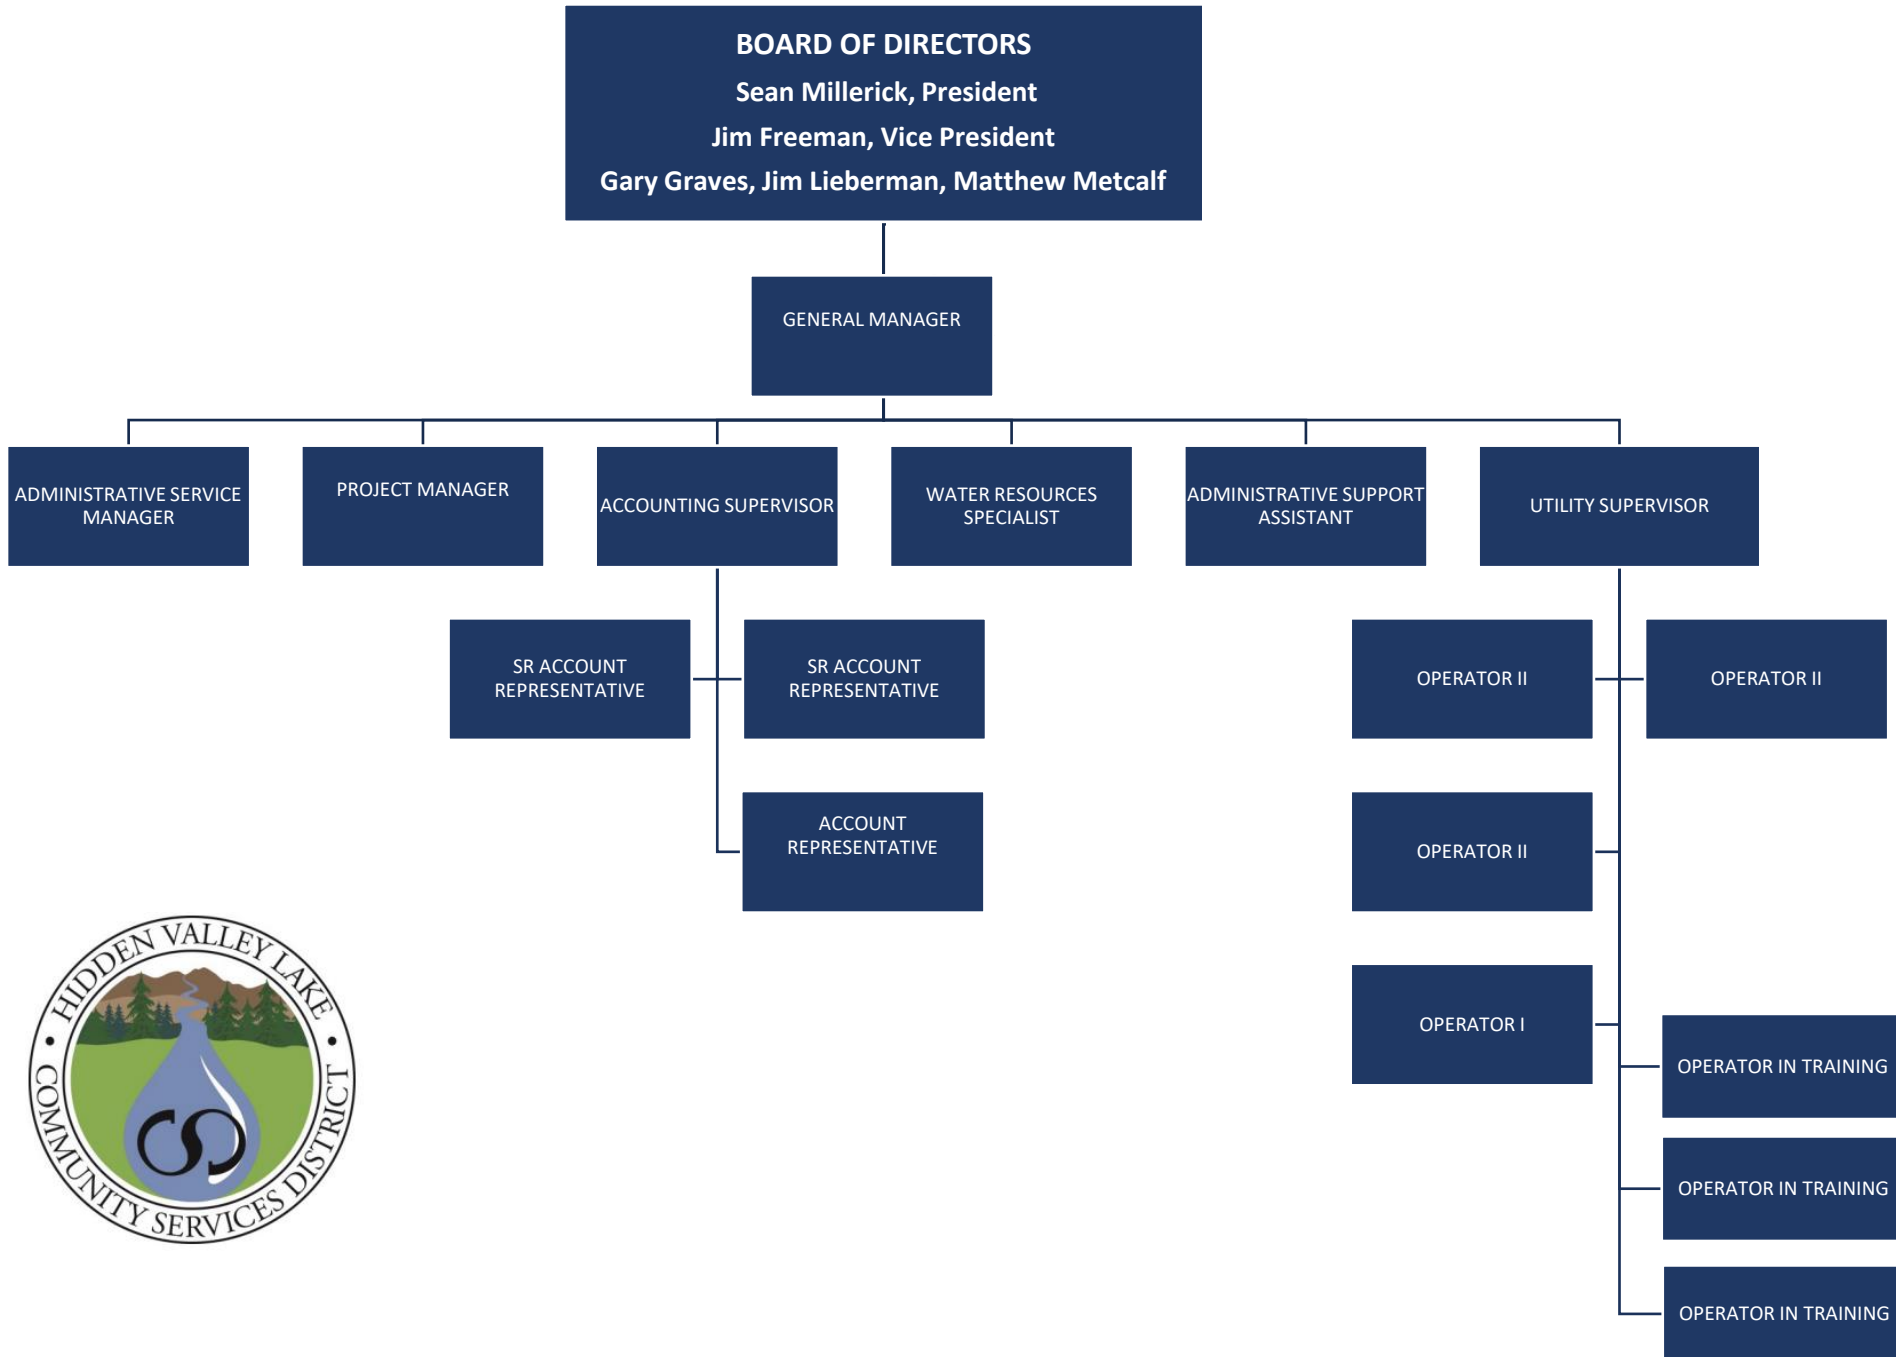 BOARD OF DIRECTORS
Sean Millerick, President
Jim Freeman, Vice President
Gary Graves, Jim Lieberman, Matthew Metcalf
GENERAL MANAGER
ADMINISTRATIVE SERVICE
MANAGER
PROJECT MANAGER
ACCOUNTING SUPERVISOR
WATER RESOURCES
SPECIALIST
ADMINISTRATIVE SUPPORT
ASSISTANT
UTILITY SUPERVISOR
SR ACCOUNT
REPRESENTATIVE
SR ACCOUNT
REPRESENTATIVE
OPERATOR II
OPERATOR II
ACCOUNT
REPRESENTATIVE
OPERATOR II
OPERATOR I
OPERATOR IN TRAINING
OPERATOR IN TRAINING
OPERATOR IN TRAINING
• HIDDEN VALLEY LAKE •
COMMUNITY SERVICES DISTRICT
CSD